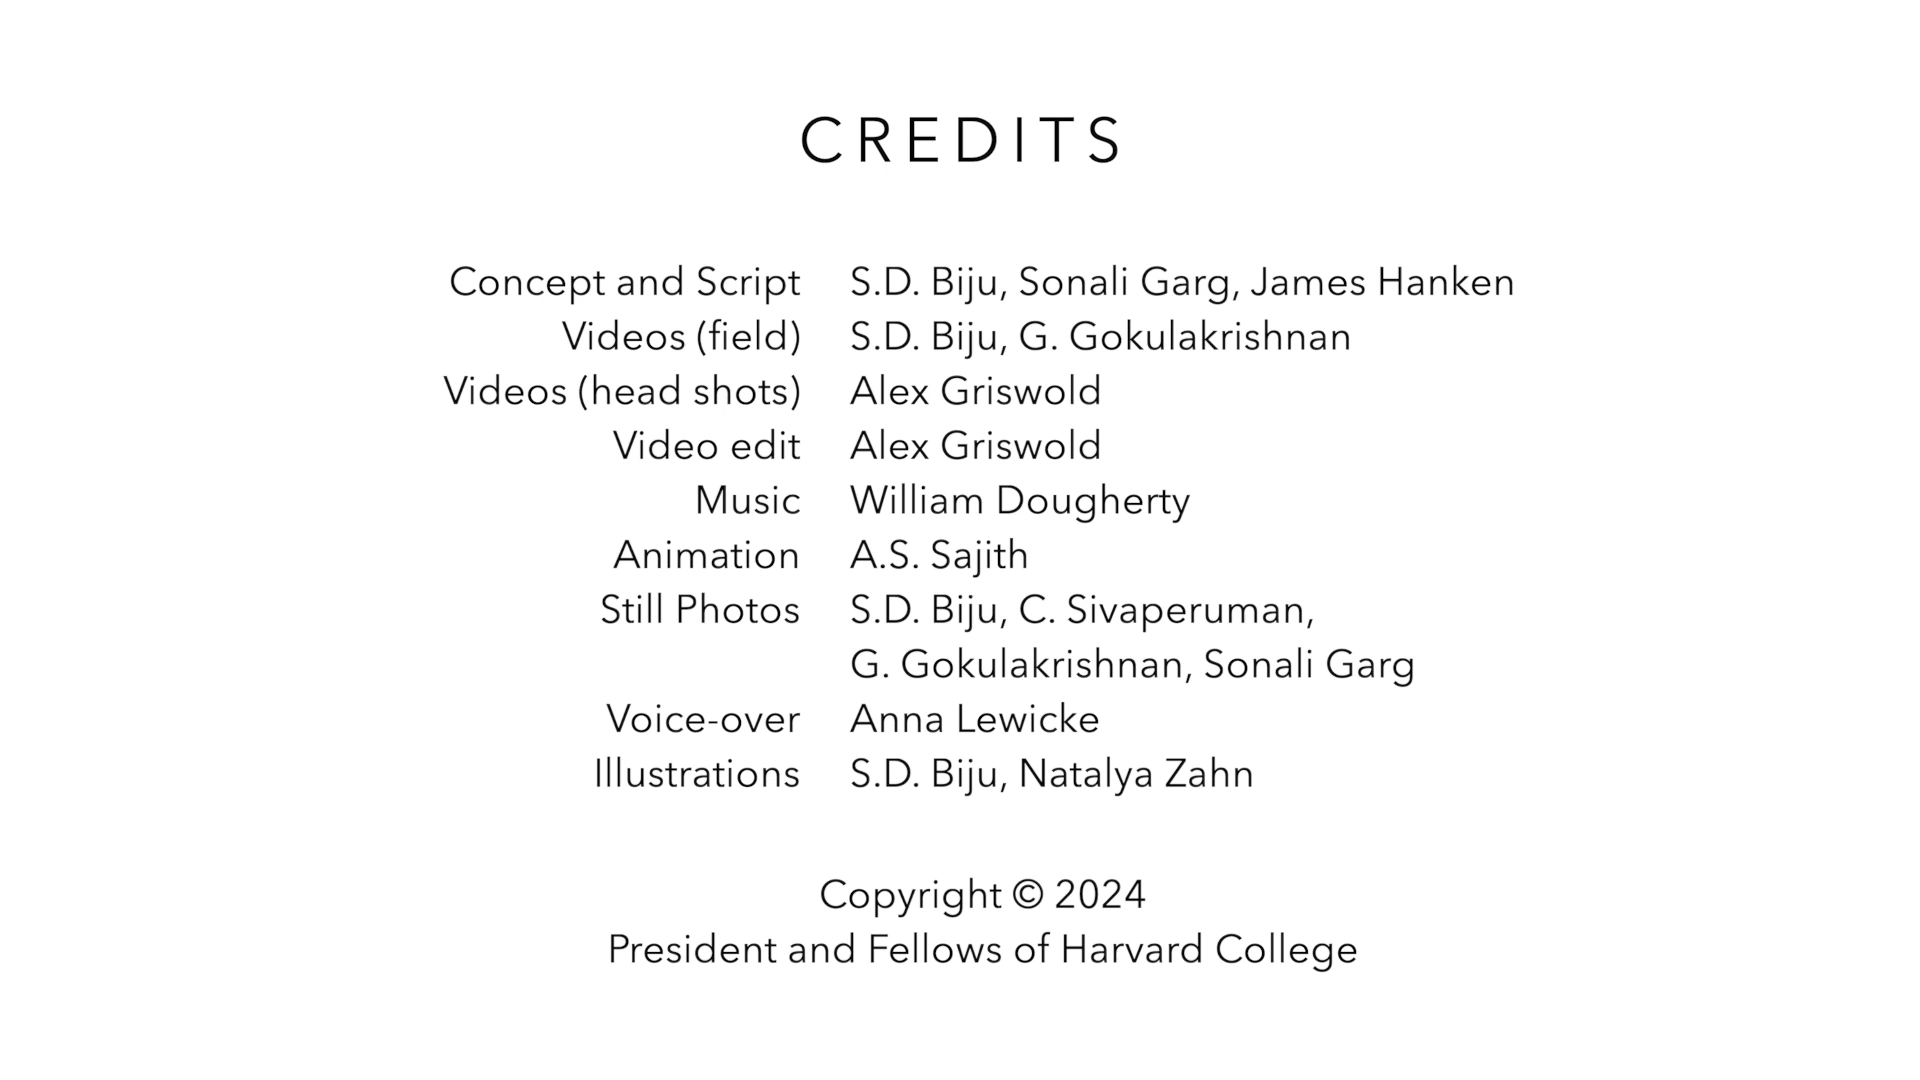 CREDITS
Concept and Script S.D. Biju, Sonali Garg, James Hanken
Videos (field) S.D. Biju, G. Gokulakrishnan
Videos (head shots) Alex Griswold
Video edit Alex Griswold
Music William Dougherty
Animation A.S. Sajith
Still Photos S.D. Biju, C. Sivaperuman,
G. Gokulakrishnan, Sonali Garg
Voice-over Anna Lewicke
Illustrations S.D. Biju, Natalya Zahn
Copyright © 2024
President and Fellows of Harvard College